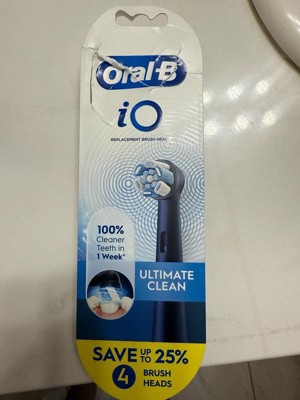 Oral-B
iO
REPLACEMENT BRUSH HEADS
100%
Cleaner
Teeth in
1 Week*
ULTIMATE
CLEAN
SAVE UP TO 25%
4 BRUSH
HEADS